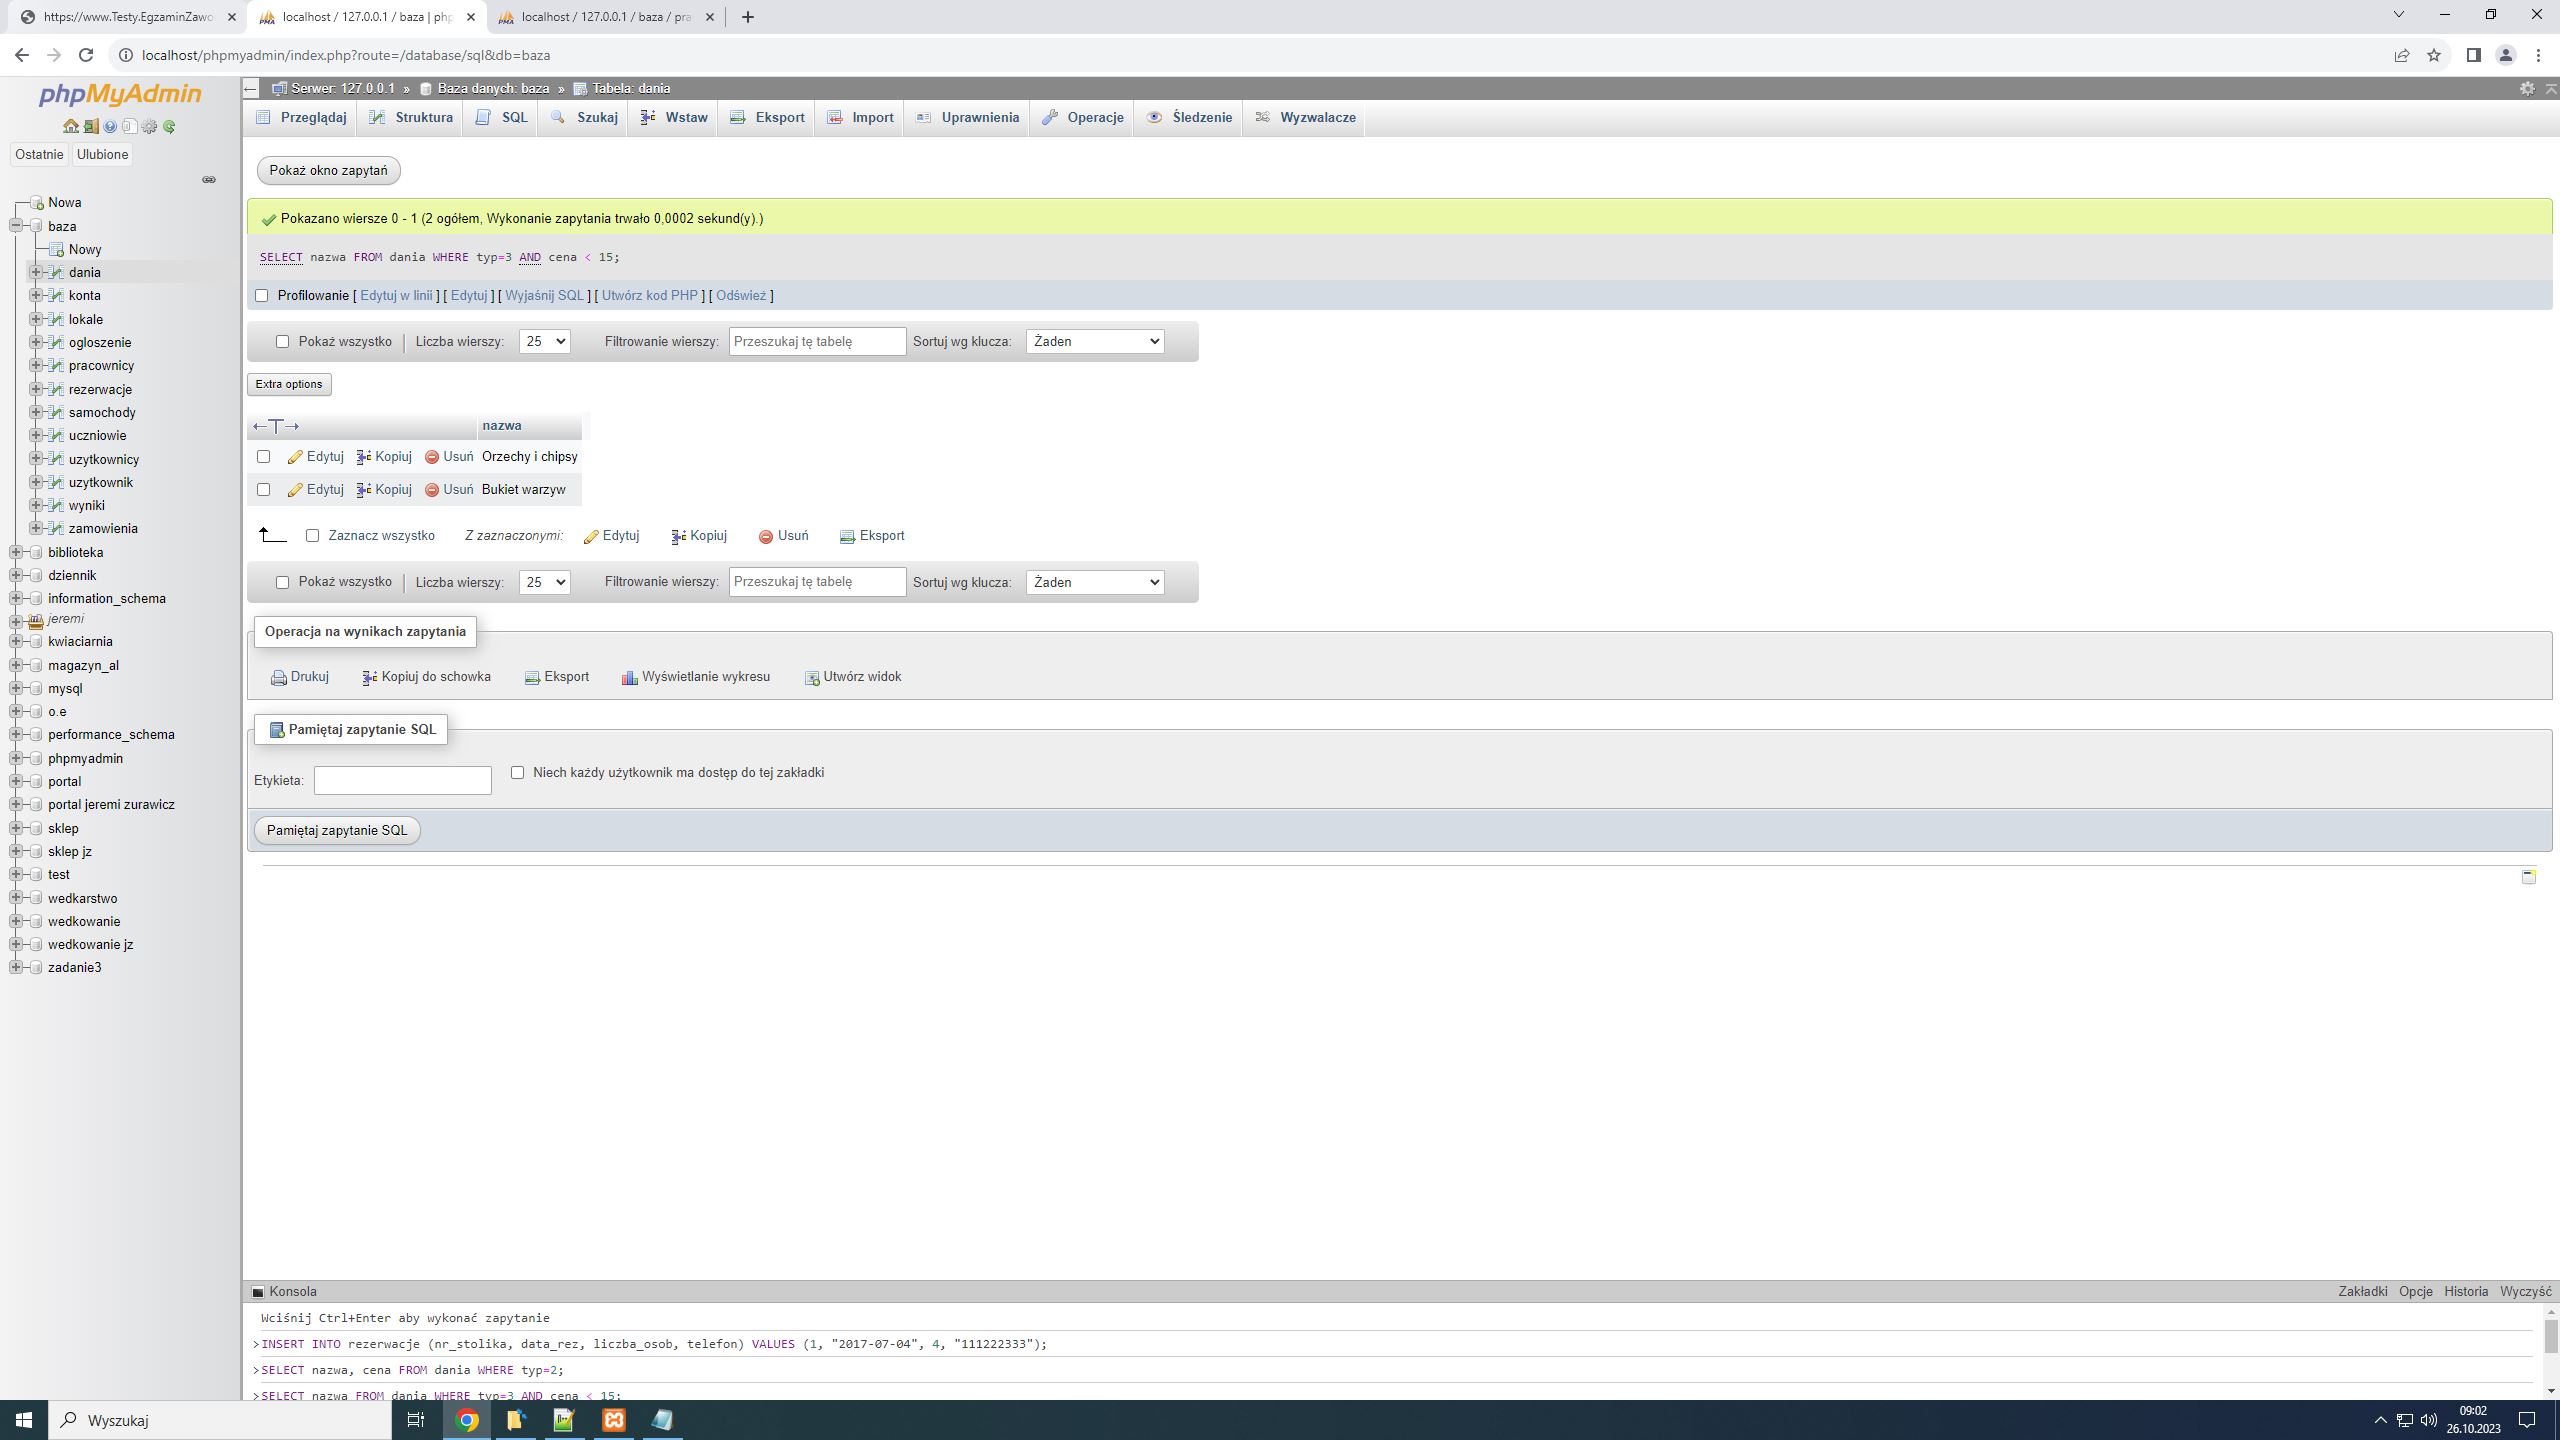 https://www.Testy.EgzaminZawo
localhost / 127.0.0.1 / baza | php
localhost / 127.0.0.1 / baza / pra
localhost/phpmyadmin/index.php?route=/database/sql&db=baza
phpMyAdmin
Ostatnie Ulubione
Nowa
baza
Nowy
dania
konta
lokale
ogloszenie
pracownicy
rezerwacje
samochody
uczniowie
uzytkownicy
uzytkownik
wyniki
zamowienia
biblioteka
dziennik
information_schema
jeremi
kwiaciarnia
magazyn_al
mysql
o.e
performance_schema
phpmyadmin
portal
portal jeremi zurawicz
sklep
sklep jz
test
wedkarstwo
wedkowanie
wedkowanie jz
zadanie3
Serwer: 127.0.0.1 » Baza danych: baza » Tabela: dania
Przeglądaj Struktura SQL Szukaj Wstaw Eksport Import Uprawnienia Operacje Śledzenie Wyzwalacze
Pokaż okno zapytań
Pokazano wiersze 0 - 1 (2 ogółem, Wykonanie zapytania trwało 0,0002 sekund(y).)
SELECT nazwa FROM dania WHERE typ=3 AND cena < 15;
Profilowanie [ Edytuj w linii ] [ Edytuj ] [ Wyjaśnij SQL ] [ Utwórz kod PHP ] [ Odśwież ]
Pokaż wszystko | Liczba wierszy: 25 Filtrowanie wierszy: Przeszukaj tę tabelę Sortuj wg klucza: Żaden
Extra options
←T→ nazwa
Edytuj Kopiuj Usuń Orzechy i chipsy
Edytuj Kopiuj Usuń Bukiet warzyw
Zaznacz wszystko Z zaznaczonymi: Edytuj Kopiuj Usuń Eksport
Pokaż wszystko | Liczba wierszy: 25 Filtrowanie wierszy: Przeszukaj tę tabelę Sortuj wg klucza: Żaden
Operacja na wynikach zapytania
Drukuj Kopiuj do schowka Eksport Wyświetlanie wykresu Utwórz widok
Pamiętaj zapytanie SQL
Etykieta: Niech każdy użytkownik ma dostęp do tej zakładki
Pamiętaj zapytanie SQL
Konsola Zakładki Opcje Historia Wyczyść
Wciśnij Ctrl+Enter aby wykonać zapytanie
>INSERT INTO rezerwacje (nr_stolika, data_rez, liczba_osob, telefon) VALUES (1, "2017-07-04", 4, "111222333");
>SELECT nazwa, cena FROM dania WHERE typ=2;
>SELECT nazwa FROM dania WHERE typ=3 AND cena < 15;
Wyszukaj
09:02
26.10.2023